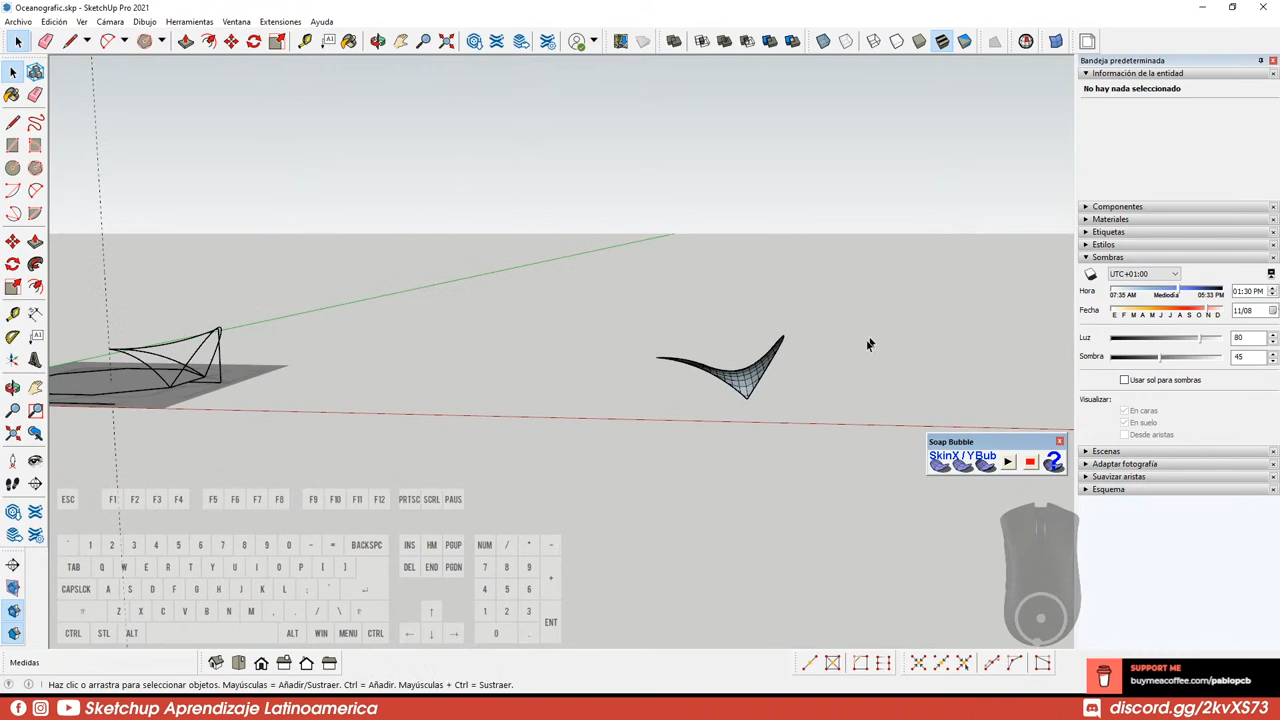 Oceanografic.skp - SketchUp Pro 2021
Archivo Edición Ver Cámara Dibujo Herramientas Ventana Extensiones Ayuda
Bandeja predeterminada
Información de la entidad
No hay nada seleccionado
Componentes
Materiales
Etiquetas
Estilos
Sombras
UTC+01:00
Hora 07:35 AM Mediodía 05:33 PM 01:30 PM
Fecha E F M A M J J A S O N D 11/08
Luz 80
Sombra 45
Usar sol para sombras
Visualizar:
En caras
En suelo
Desde aristas
Escenas
Adaptar fotografía
Suavizar aristas
Esquema
Soap Bubble
SkinX / YBub
ESC F1 F2 F3 F4 F5 F6 F7 F8 F9 F10 F11 F12 PRTSC SCRL PAUS
` 1 2 3 4 5 6 7 8 9 0 - = BACKSPC INS HM PGUP NUM / * -
TAB Q W E R T Y U I O P [ ] DEL END PGDN 7 8 9 +
CAPSLCK A S D F G H J K L ; ' 4 5 6
Z X C V B N M , . / \ 1 2 3 ENT
CTRL STL ALT ALT WIN MENU CTRL 0 .
Medidas
Haz clic o arrastra para seleccionar objetos. Mayúsculas = Añadir/Sustraer. Ctrl = Añadir. Mayúsculas + Ctrl = Sustraer.
SUPPORT ME
buymeacoffee.com/pablopcb
Sketchup Aprendizaje Latinoamerica
discord.gg/2kvXS73